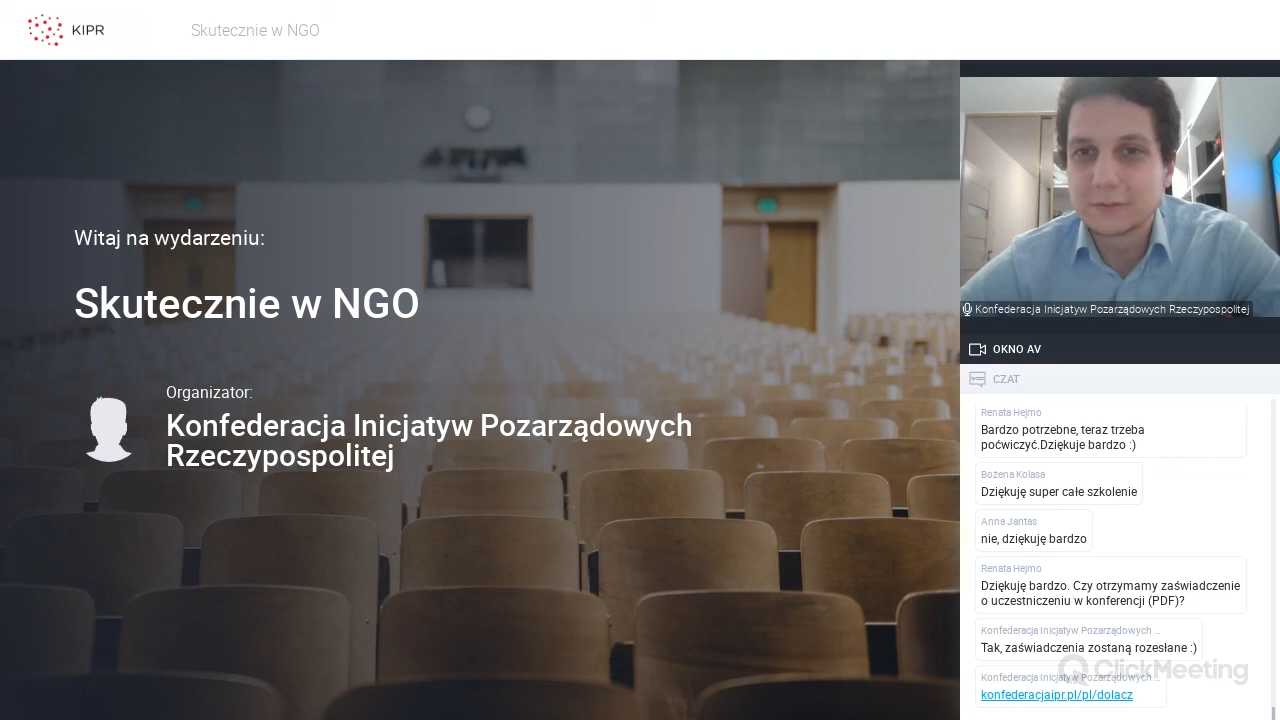 KIPR
Skutecznie w NGO
Witaj na wydarzeniu:
Skutecznie w NGO
Organizator:
Konfederacja Inicjatyw Pozarządowych
Rzeczypospolitej
Konfederacja Inicjatyw Pozarządowych Rzeczypospolitej
OKNO AV
CZAT
Renata Hejmo
Bardzo potrzebne, teraz trzeba
poćwiczyć.Dziękuje bardzo :)
Bożena Kolasa
Dziękuję super całe szkolenie
Anna Jantas
nie, dziękuję bardzo
Renata Hejmo
Dziękuję bardzo. Czy otrzymamy zaświadczenie
o uczestniczeniu w konferencji (PDF)?
Konfederacja Inicjatyw Pozarządowych ...
Tak, zaświadczenia zostaną rozesłane :)
Konfederacja Inicjatyw Pozarządowych ...
konfederacjaipr.pl/pl/dolacz
ClickMeeting